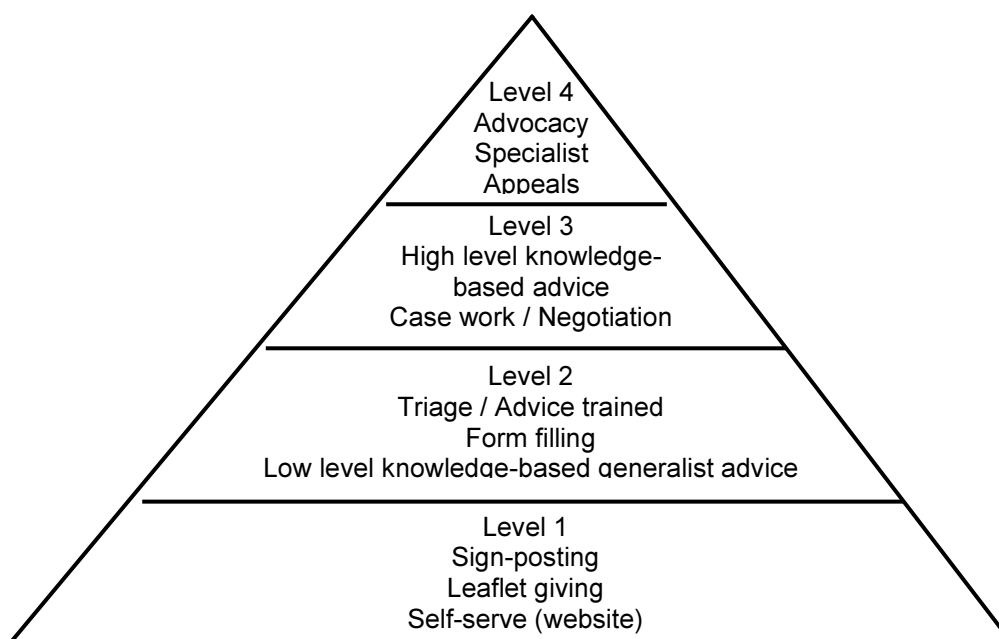 Level 4
Advocacy
Specialist
Appeals
Level 3
High level knowledge-
based advice
Case work / Negotiation
Level 2
Triage / Advice trained
Form filling
Low level knowledge-based generalist advice
Level 1
Sign-posting
Leaflet giving
Self-serve (website)